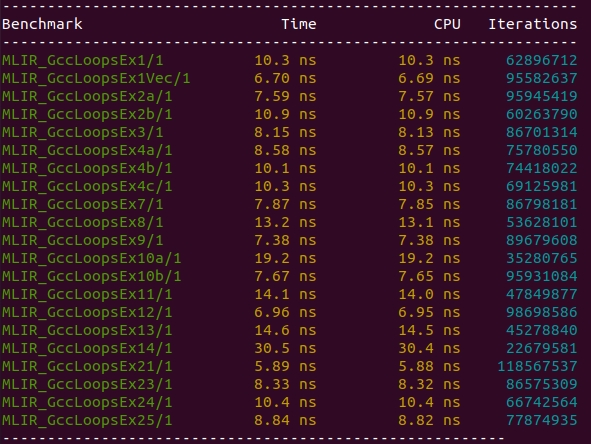 ---------------------------------------------------------------
Benchmark Time CPU Iterations
---------------------------------------------------------------
MLIR_GccLoopsEx1/1 10.3 ns 10.3 ns 62896712
MLIR_GccLoopsEx1Vec/1 6.70 ns 6.69 ns 95582637
MLIR_GccLoopsEx2a/1 7.59 ns 7.57 ns 95945419
MLIR_GccLoopsEx2b/1 10.9 ns 10.9 ns 60263790
MLIR_GccLoopsEx3/1 8.15 ns 8.13 ns 86701314
MLIR_GccLoopsEx4a/1 8.58 ns 8.57 ns 75780550
MLIR_GccLoopsEx4b/1 10.1 ns 10.1 ns 74418022
MLIR_GccLoopsEx4c/1 10.3 ns 10.3 ns 69125981
MLIR_GccLoopsEx7/1 7.87 ns 7.85 ns 86798181
MLIR_GccLoopsEx8/1 13.2 ns 13.1 ns 53628101
MLIR_GccLoopsEx9/1 7.38 ns 7.38 ns 89679608
MLIR_GccLoopsEx10a/1 19.2 ns 19.2 ns 35280765
MLIR_GccLoopsEx10b/1 7.67 ns 7.65 ns 95931084
MLIR_GccLoopsEx11/1 14.1 ns 14.0 ns 47849877
MLIR_GccLoopsEx12/1 6.96 ns 6.95 ns 98698586
MLIR_GccLoopsEx13/1 14.6 ns 14.5 ns 45278840
MLIR_GccLoopsEx14/1 30.5 ns 30.4 ns 22679581
MLIR_GccLoopsEx21/1 5.89 ns 5.88 ns 118567537
MLIR_GccLoopsEx23/1 8.33 ns 8.32 ns 86575309
MLIR_GccLoopsEx24/1 10.4 ns 10.4 ns 66742564
MLIR_GccLoopsEx25/1 8.84 ns 8.82 ns 77874935
-------------------------------------------------------